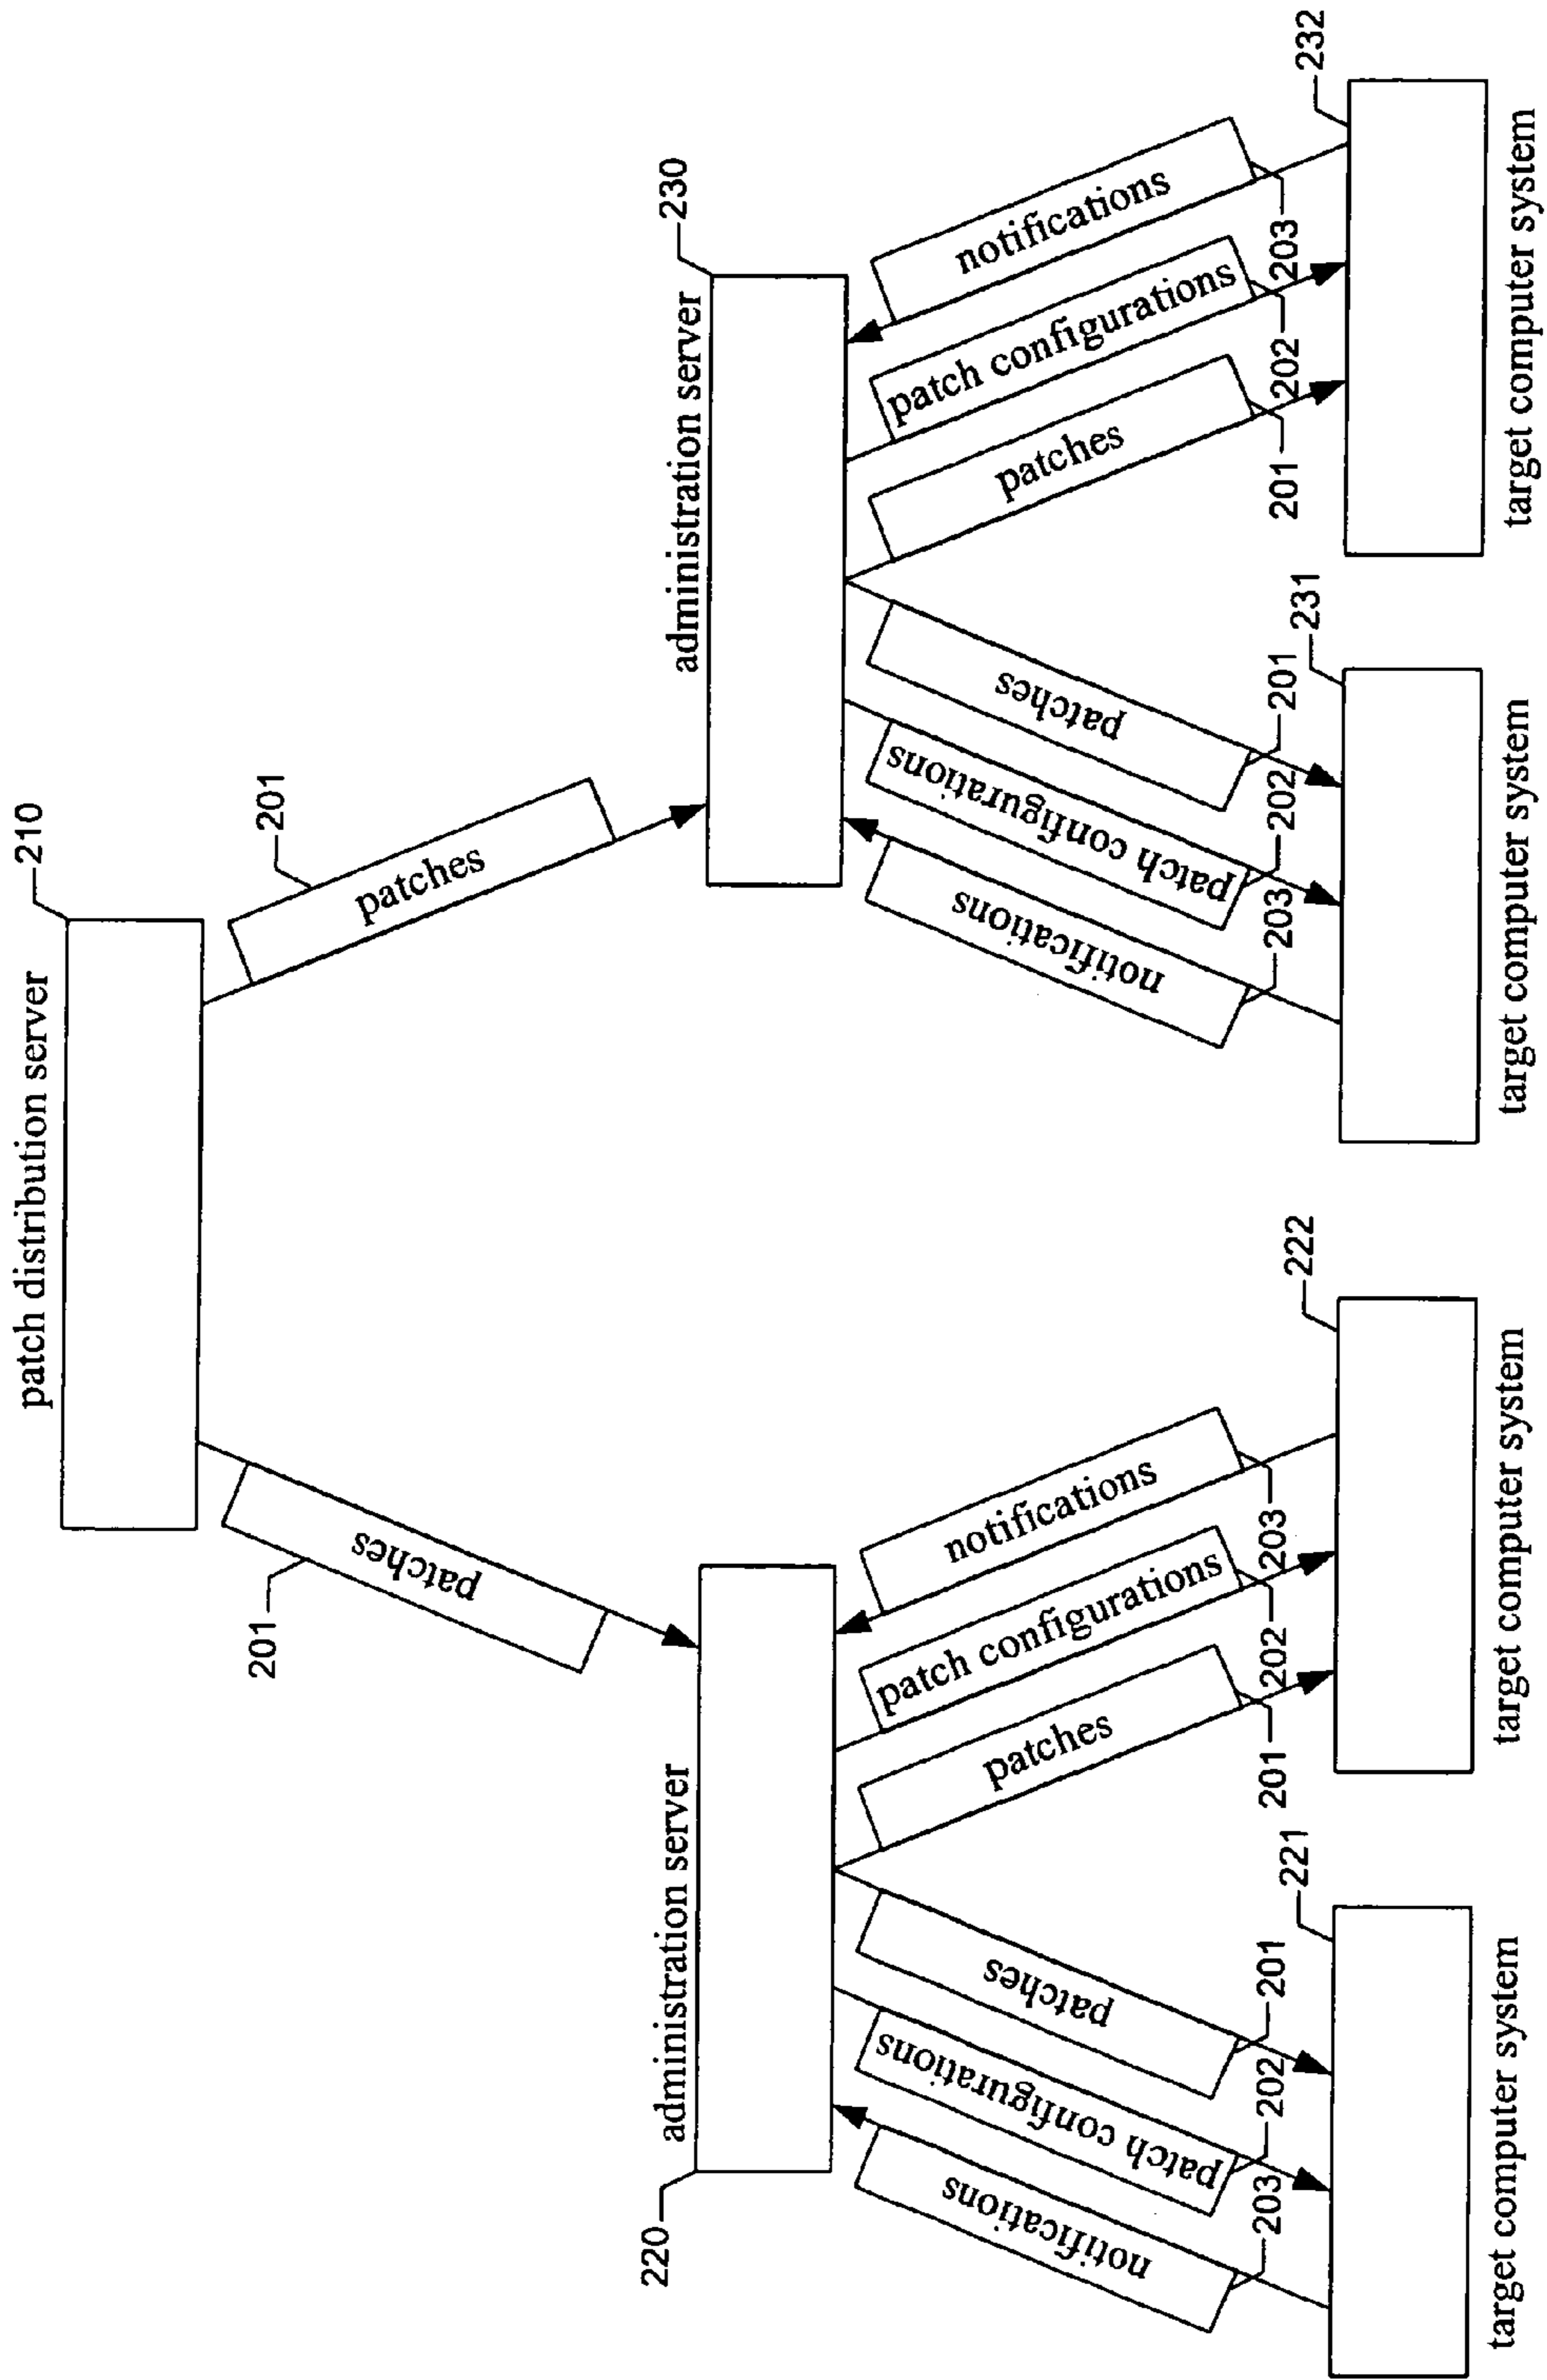 patch distribution server
210
patches
201
patches
201
administration server
220
administration server
230
notifications
203
patch configurations
202
patches
201
patches
201
patch configurations
202
notifications
203
notifications
203
patch configurations
202
patches
201
patches
201
patch configurations
202
notifications
203
221
target computer system
222
target computer system
231
target computer system
232
target computer system